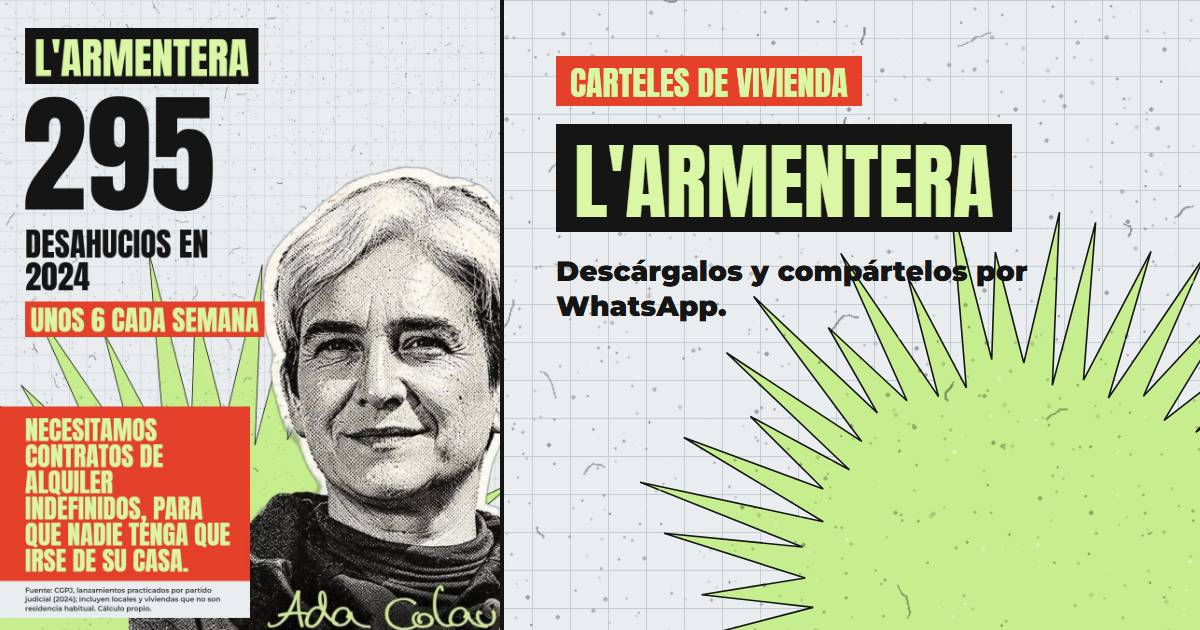 L'ARMENTERA
295
DESAHUCIOS EN
2024
UNOS 6 CADA SEMANA
NECESITAMOS
CONTRATOS DE
ALQUILER
INDEFINIDOS, PARA
QUE NADIE TENGA QUE
IRSE DE SU CASA.
Fuente: CGPJ, lanzamientos practicados por partido
judicial (2024); incluyen locales y viviendas que no son
residencia habitual. Cálculo propio.
Ada Colau
CARTELES DE VIVIENDA
L'ARMENTERA
Descárgalos y compártelos por
WhatsApp.